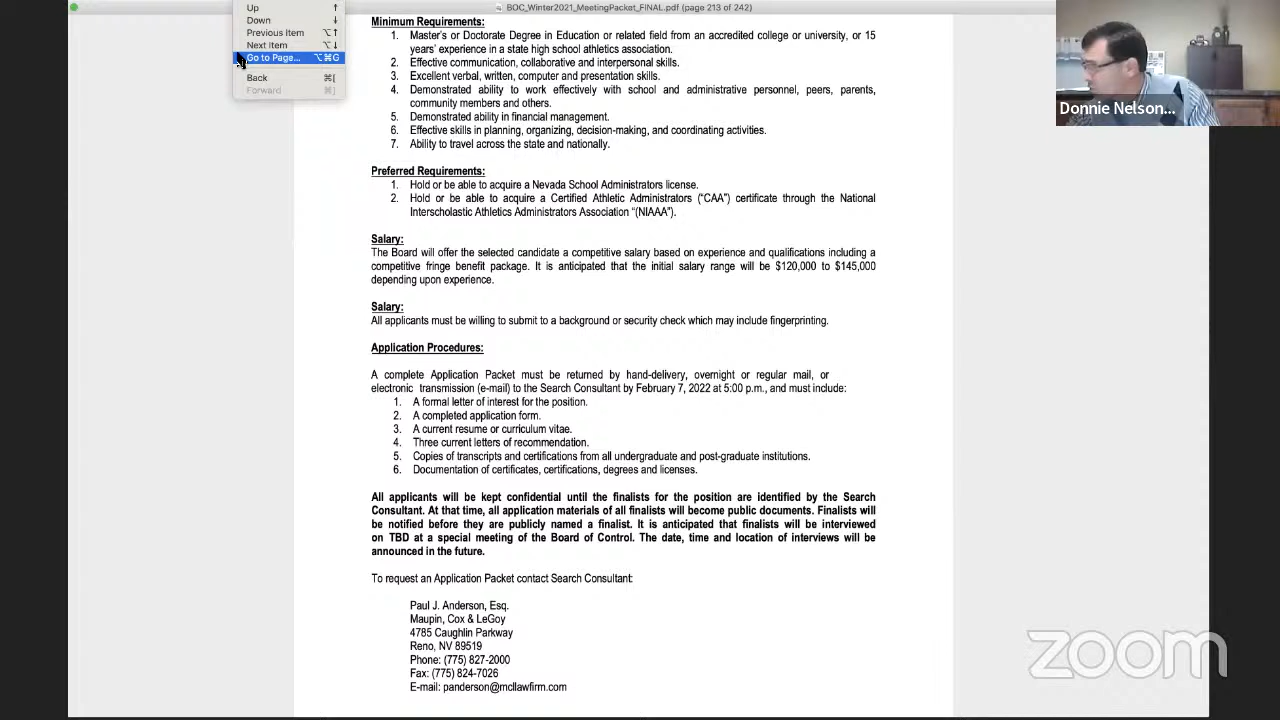 Up ↑
Down ↓
Previous Item ⌥↑
Next Item ⌥↓
Go to Page... ⌥⌘G
Back ⌘[
Forward ⌘]
BOC_Winter2021_MeetingPacket_FINAL.pdf (page 213 of 242)
Minimum Requirements:
1. Master's or Doctorate Degree in Education or related field from an accredited college or university, or 15
years' experience in a state high school athletics association.
2. Effective communication, collaborative and interpersonal skills.
3. Excellent verbal, written, computer and presentation skills.
4. Demonstrated ability to work effectively with school and administrative personnel, peers, parents,
community members and others.
5. Demonstrated ability in financial management.
6. Effective skills in planning, organizing, decision-making, and coordinating activities.
7. Ability to travel across the state and nationally.
Preferred Requirements:
1. Hold or be able to acquire a Nevada School Administrators license.
2. Hold or be able to acquire a Certified Athletic Administrators ("CAA") certificate through the National
Interscholastic Athletics Administrators Association "(NIAAA").
Salary:
The Board will offer the selected candidate a competitive salary based on experience and qualifications including a
competitive fringe benefit package. It is anticipated that the initial salary range will be $120,000 to $145,000
depending upon experience.
Salary:
All applicants must be willing to submit to a background or security check which may include fingerprinting.
Application Procedures:
A complete Application Packet must be returned by hand-delivery, overnight or regular mail, or
electronic transmission (e-mail) to the Search Consultant by February 7, 2022 at 5:00 p.m., and must include:
1. A formal letter of interest for the position.
2. A completed application form.
3. A current resume or curriculum vitae.
4. Three current letters of recommendation.
5. Copies of transcripts and certifications from all undergraduate and post-graduate institutions.
6. Documentation of certificates, certifications, degrees and licenses.
All applicants will be kept confidential until the finalists for the position are identified by the Search
Consultant. At that time, all application materials of all finalists will become public documents. Finalists will
be notified before they are publicly named a finalist. It is anticipated that finalists will be interviewed
on TBD at a special meeting of the Board of Control. The date, time and location of interviews will be
announced in the future.
To request an Application Packet contact Search Consultant:
Paul J. Anderson, Esq.
Maupin, Cox & LeGoy
4785 Caughlin Parkway
Reno, NV 89519
Phone: (775) 827-2000
Fax: (775) 824-7026
E-mail: panderson@mcllawfirm.com
Donnie Nelson...
zoom